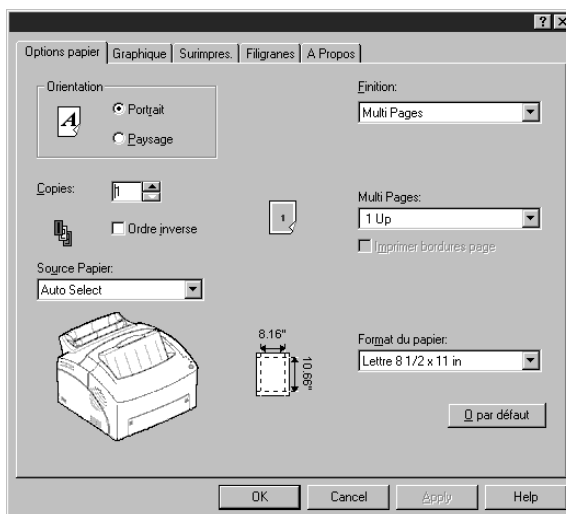 Options papier
Graphique
Surimpres.
Filigranes
A Propos
Orientation
A
Portrait
Paysage
Finition:
Multi Pages
Copies:
1
Ordre inverse
1
Multi Pages:
1 Up
Imprimer bordures page
Source Papier:
Auto Select
8.16"
10.66"
Format du papier:
Lettre 8 1/2 x 11 in
0 par défaut
OK
Cancel
Apply
Help